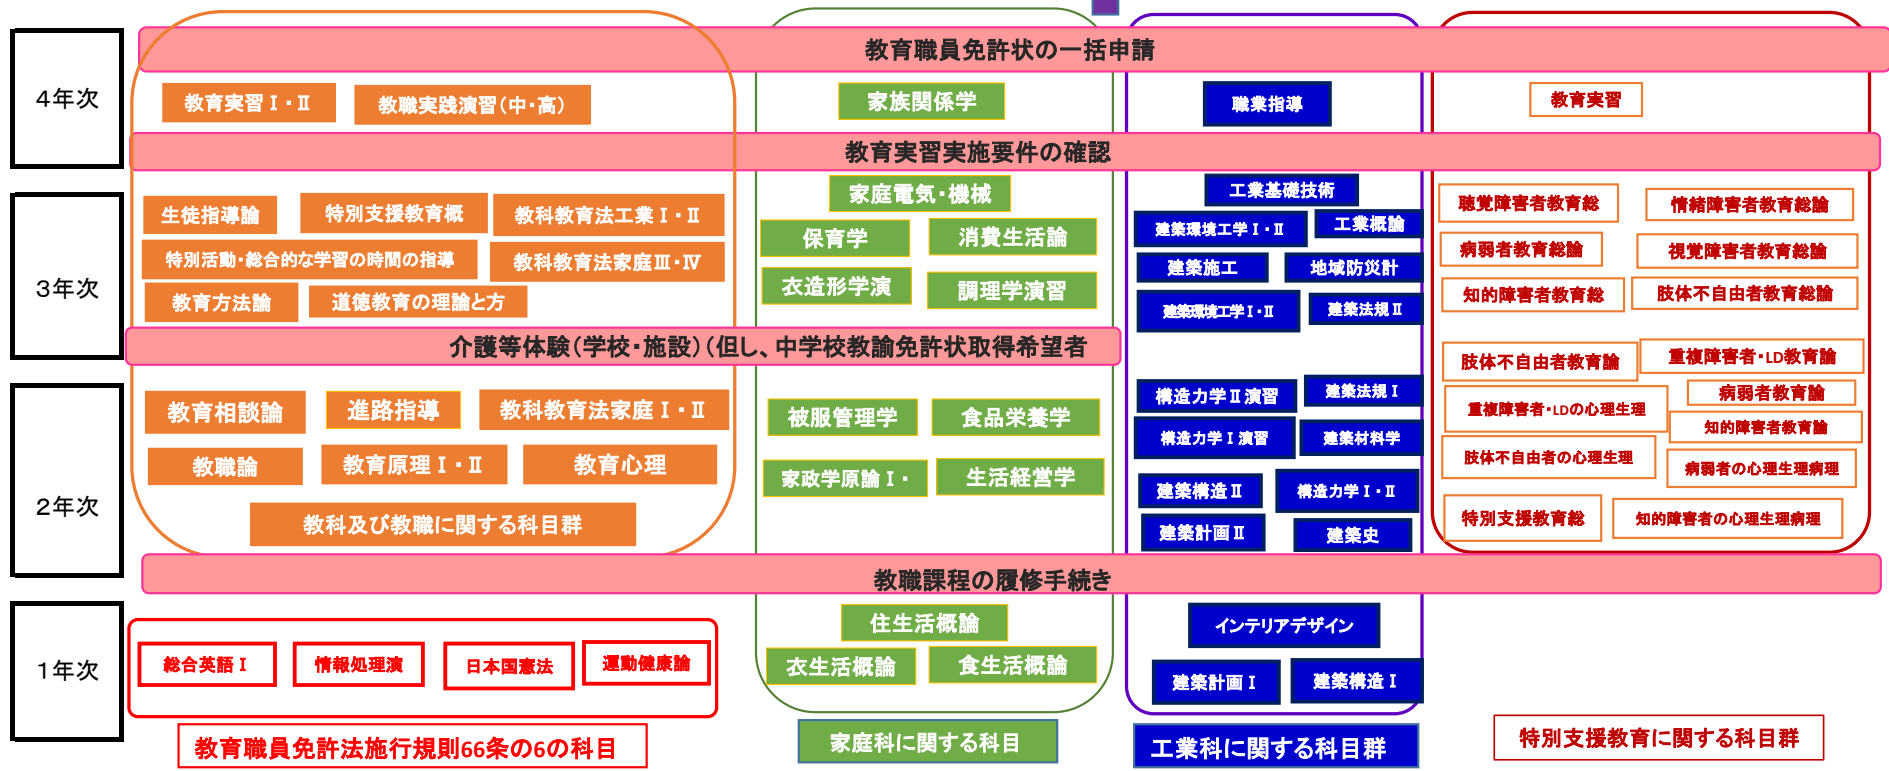 教育職員免許状の一括申請
4年次
教育実習Ⅰ・Ⅱ
教職実践演習(中・高)
家族関係学
職業指導
教育実習
教育実習実施要件の確認
3年次
生徒指導論
特別支援教育概
教科教育法工業Ⅰ・Ⅱ
特別活動・総合的な学習の時間の指導
教科教育法家庭Ⅲ・Ⅳ
教育方法論
道徳教育の理論と方
家庭電気・機械
保育学
消費生活論
衣造形学演
調理学演習
工業基礎技術
建築環境工学Ⅰ・Ⅱ
工業概論
建築施工
地域防災計
建築環境工学Ⅰ・Ⅱ
建築法規Ⅱ
聴覚障害者教育総
情緒障害者教育総論
病弱者教育総論
視覚障害者教育総論
知的障害者教育総
肢体不自由者教育総論
介護等体験(学校・施設)(但し、中学校教諭免許状取得希望者
2年次
教育相談論
進路指導
教科教育法家庭Ⅰ・Ⅱ
教職論
教育原理Ⅰ・Ⅱ
教育心理
教科及び教職に関する科目群
被服管理学
食品栄養学
家政学原論Ⅰ・
生活経営学
構造力学Ⅱ演習
建築法規Ⅰ
構造力学Ⅰ演習
建築材料学
建築構造Ⅱ
構造力学Ⅰ・Ⅱ
建築計画Ⅱ
建築史
肢体不自由者教育論
重複障害者・LD教育論
病弱者教育論
重複障害者・LDの心理生理
知的障害者教育論
肢体不自由者の心理生理
病弱者の心理生理病理
特別支援教育総
知的障害者の心理生理病理
教職課程の履修手続き
1年次
総合英語Ⅰ
情報処理演
日本国憲法
運動健康論
住生活概論
衣生活概論
食生活概論
インテリアデザイン
建築計画Ⅰ
建築構造Ⅰ
教育職員免許法施行規則66条の6の科目
家庭科に関する科目
工業科に関する科目群
特別支援教育に関する科目群